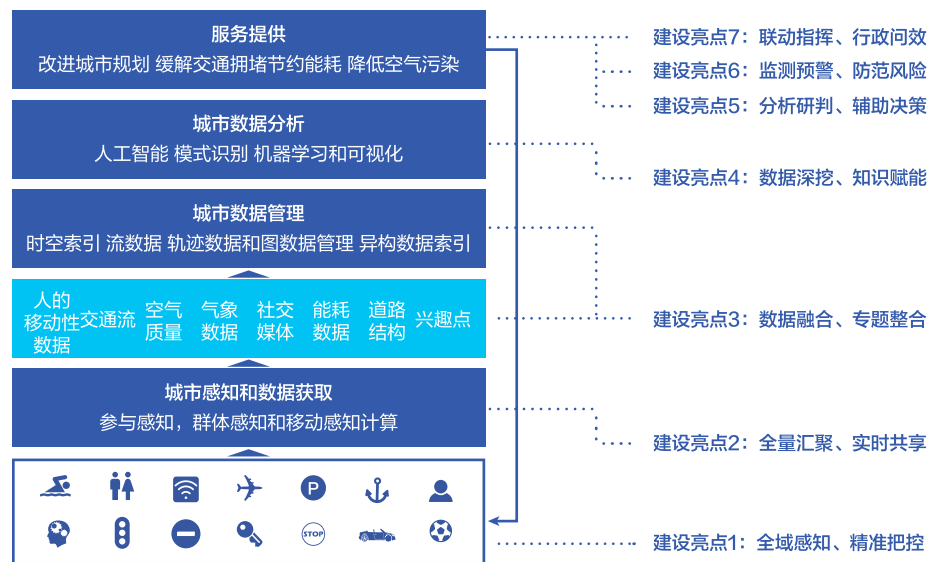 服务提供
改进城市规划 缓解交通拥堵节约能耗 降低空气污染
城市数据分析
人工智能 模式识别 机器学习和可视化
城市数据管理
时空索引 流数据 轨迹数据和图数据管理 异构数据索引
人的
移动性
数据
交通流
空气
质量
气象
数据
社交
媒体
能耗
数据
道路
结构
兴趣点
城市感知和数据获取
参与感知，群体感知和移动感知计算
P
STOP
建设亮点7：联动指挥、行政问效
建设亮点6：监测预警、防范风险
建设亮点5：分析研判、辅助决策
建设亮点4：数据深挖、知识赋能
建设亮点3：数据融合、专题整合
建设亮点2：全量汇聚、实时共享
建设亮点1：全域感知、精准把控